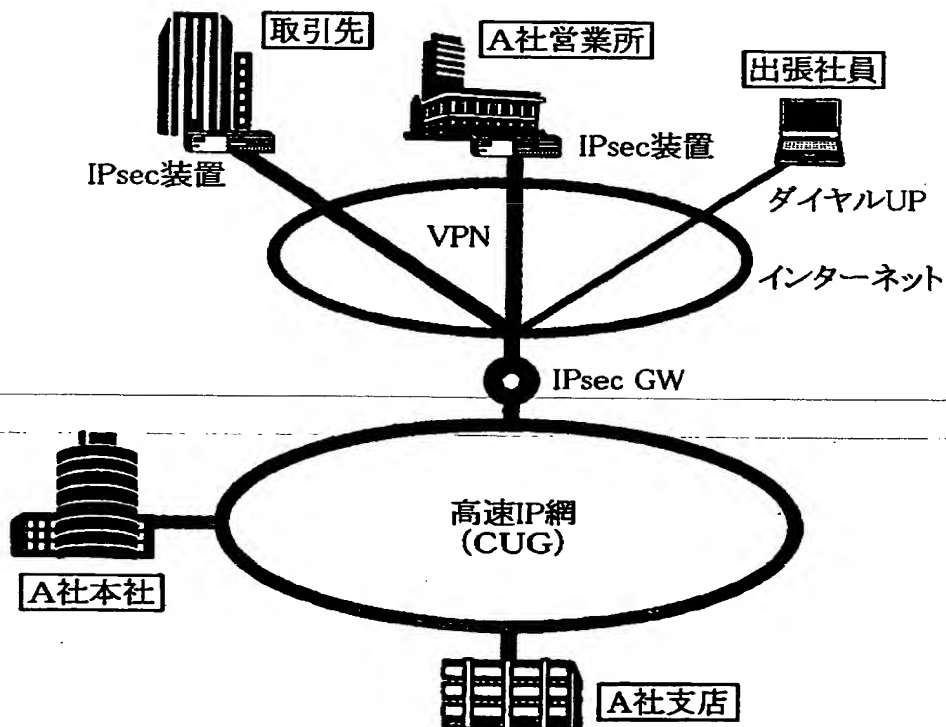 取引先
A社営業所
出張社員
IPsec装置
IPsec装置
ダイヤルUP
VPN
インターネット
IPsec GW
高速IP網
(CUG)
A社本社
A社支店